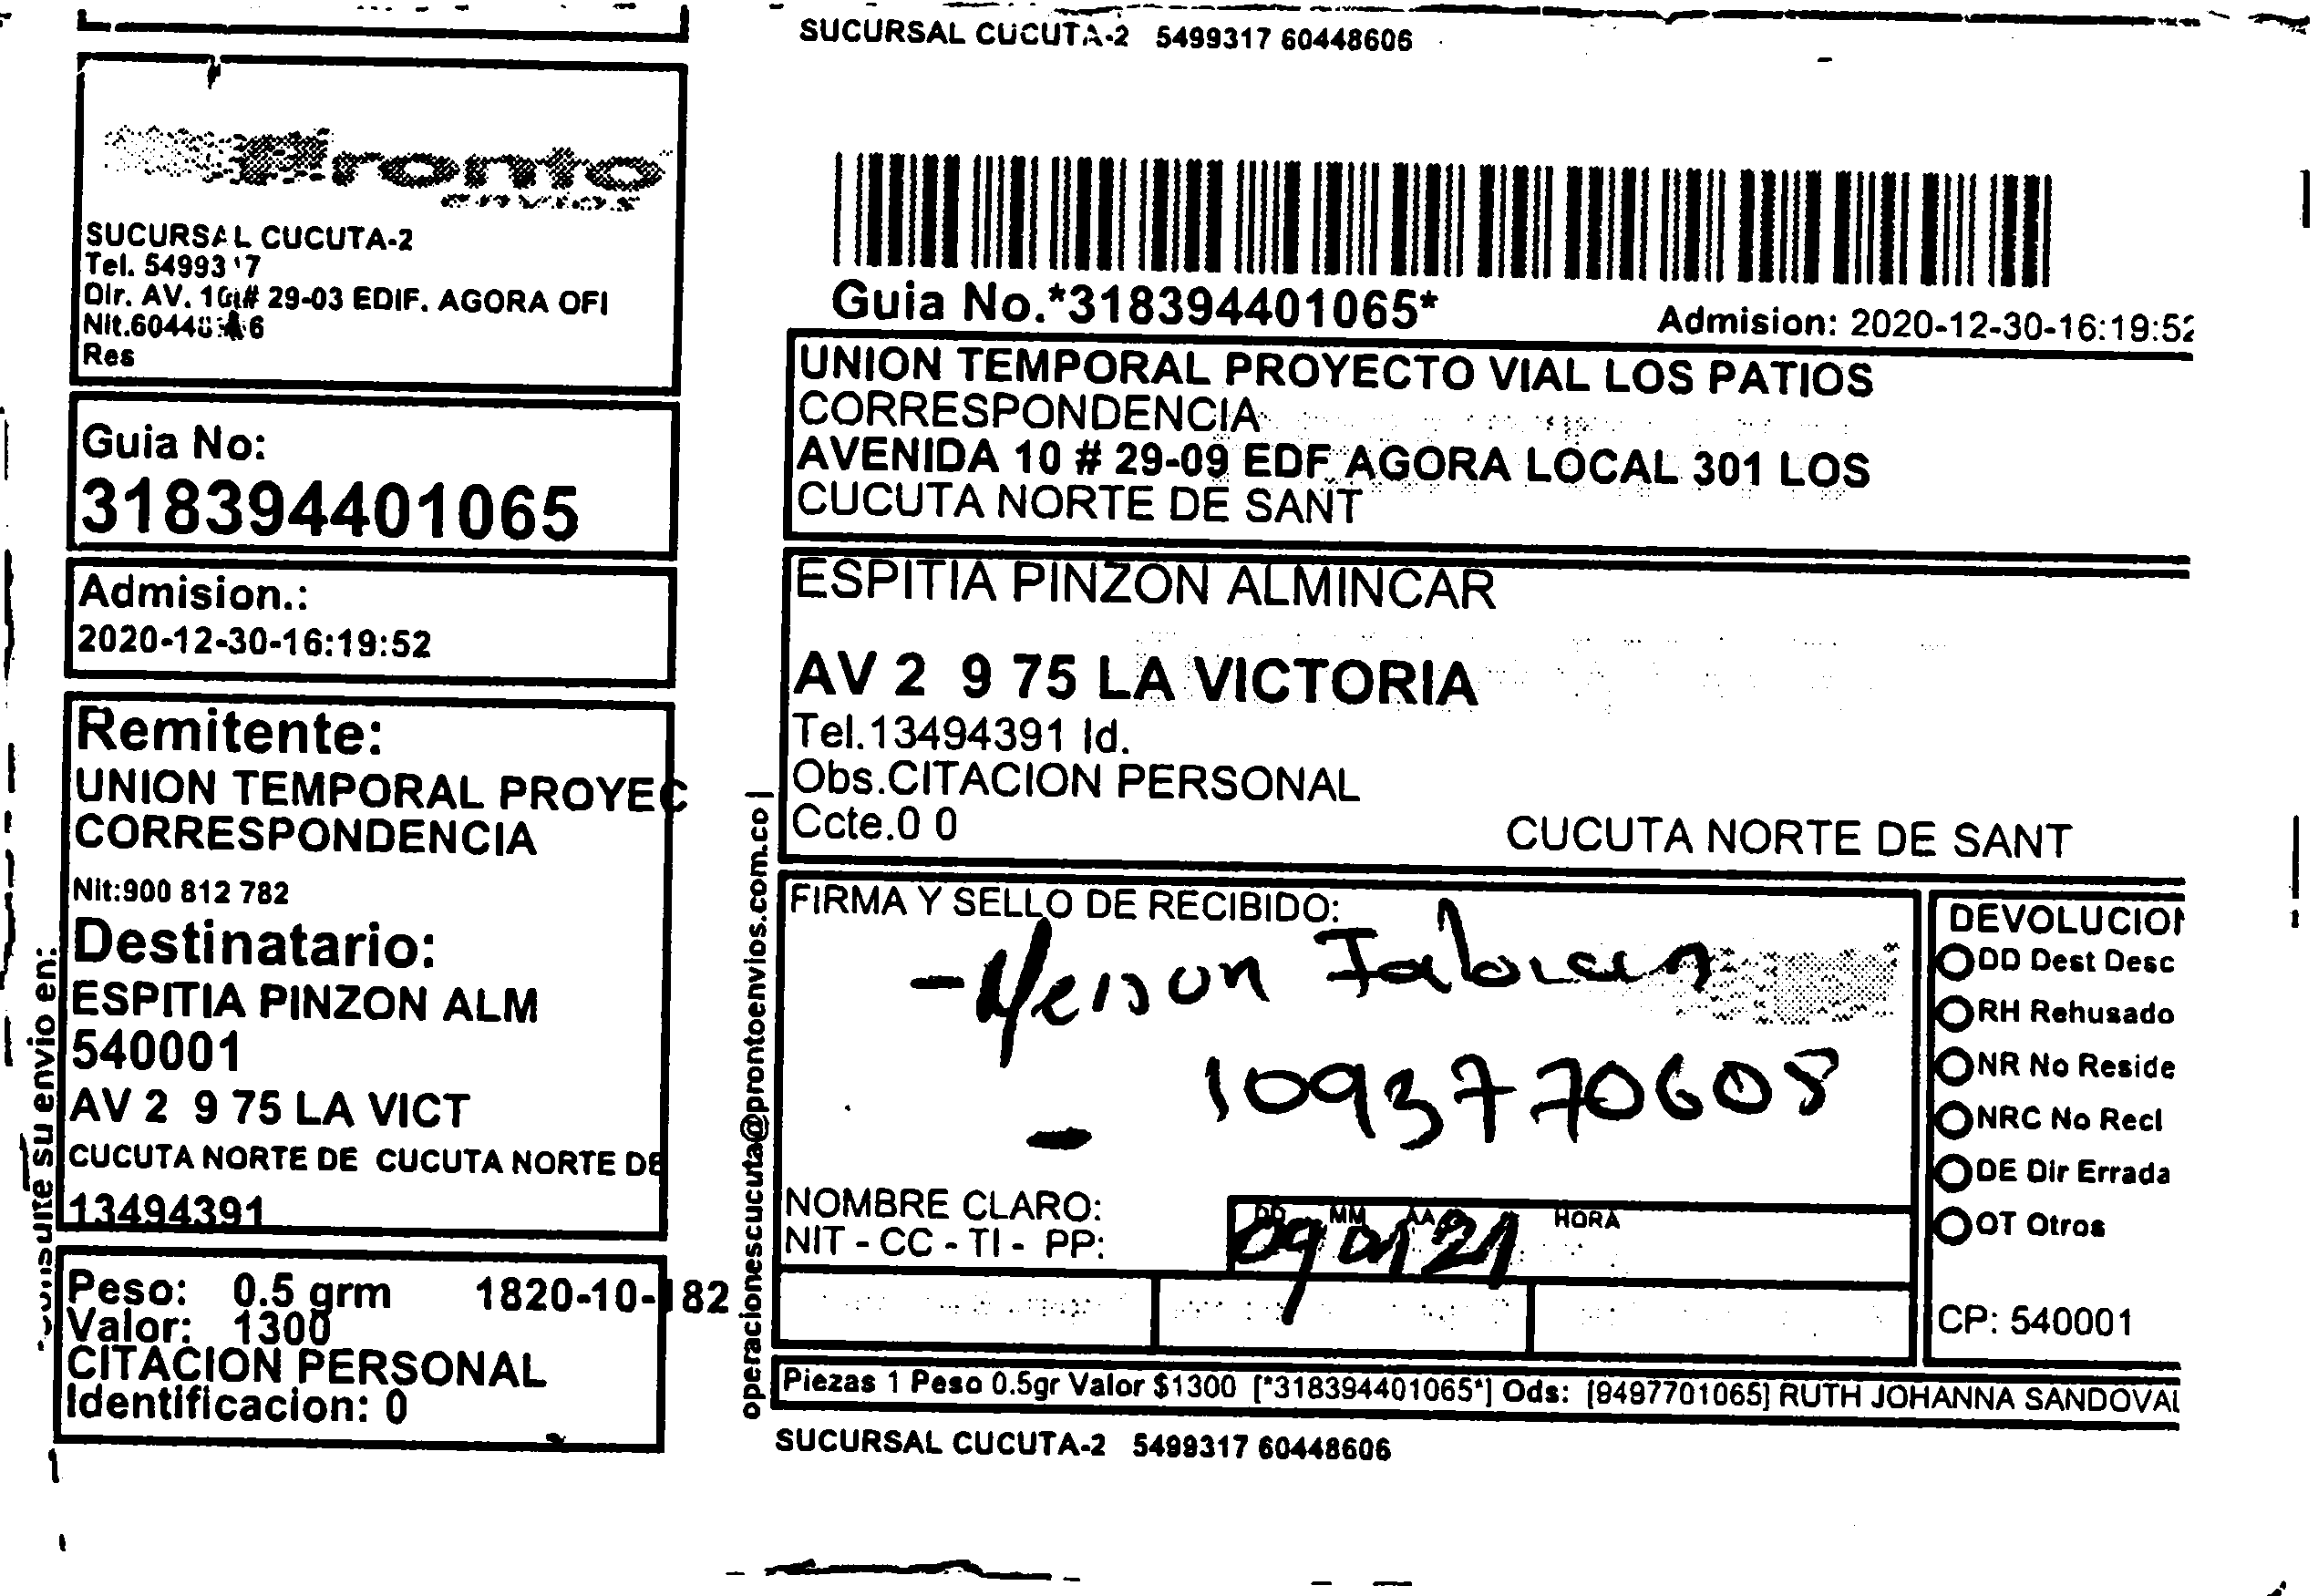 SUCURSAL CUCUTA-2 5499317 60448606
Pronto
envios
SUCURSAL CUCUTA-2
Tel. 5499317
Dir. AV. 10# 29-03 EDIF. AGORA OFI
Res
Guia No:
318394401065
Admision.:
2020-12-30-16:19:52
Remitente:
UNION TEMPORAL PROYEC
CORRESPONDENCIA
Nit:900 812 782
Destinatario:
ESPITIA PINZON ALM
540001
AV 2 9 75 LA VICT
CUCUTA NORTE DE CUCUTA NORTE DE
13494391
Peso: 0.5 grm 1820-10-182
Valor: 1300
CITACION PERSONAL
Identificacion: 0
su envio en:
operacionescucuta@prontoenvios.com.co |
Guia No.*318394401065*
Admision: 2020-12-30-16:19:52
UNION TEMPORAL PROYECTO VIAL LOS PATIOS
CORRESPONDENCIA
AVENIDA 10 # 29-09 EDF AGORA LOCAL 301 LOS
CUCUTA NORTE DE SANT
ESPITIA PINZON ALMINCAR
AV 2 9 75 LA VICTORIA
Tel.13494391 Id.
Obs.CITACION PERSONAL
Ccte.0 0
CUCUTA NORTE DE SANT
FIRMA Y SELLO DE RECIBIDO:
1093770608
NOMBRE CLARO:
NIT - CC - TI - PP:
DD MM AA HORA
09 01 21
DEVOLUCION
DD Dest Desc
RH Rehusado
NR No Reside
NRC No Recl
DE Dir Errada
OT Otros
CP: 540001
Piezas 1 Peso 0.5gr Valor $1300 [*318394401065*] Ods: [9497701065] RUTH JOHANNA SANDOVAL
SUCURSAL CUCUTA-2 5499317 60448606